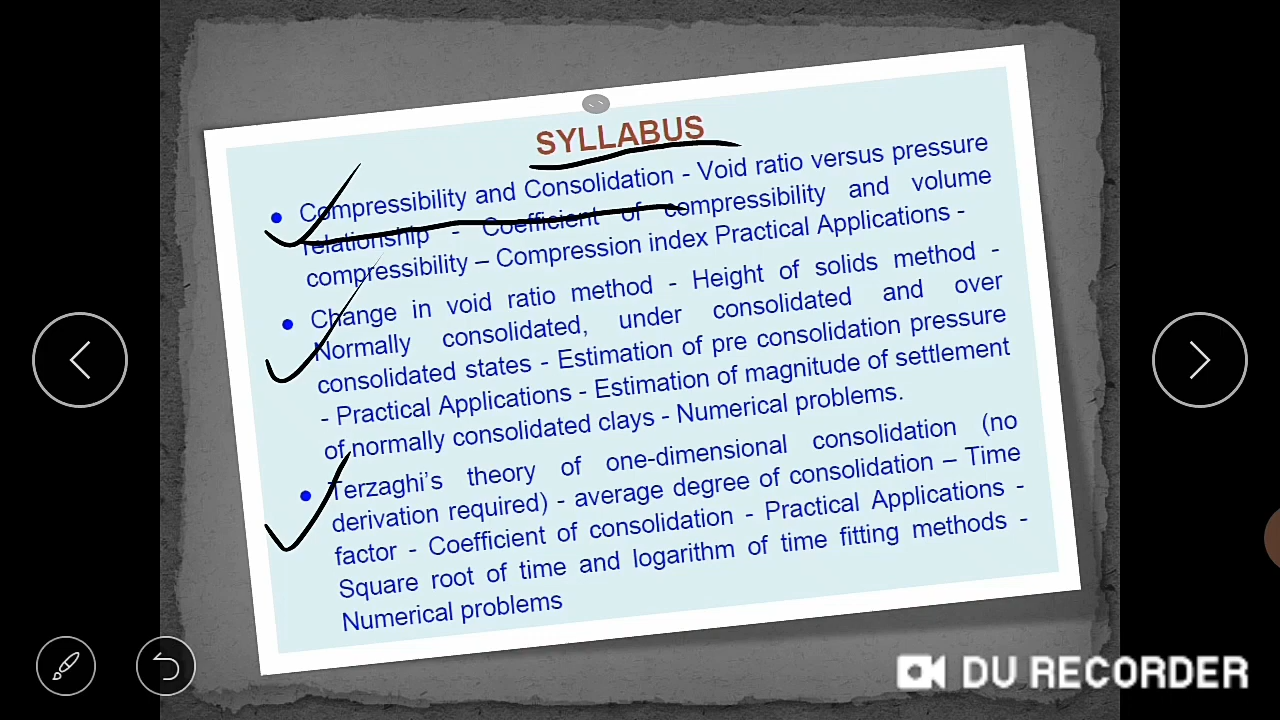 SYLLABUS
Compressibility and Consolidation - Void ratio versus pressure
relationship - Coefficient of compressibility and volume
compressibility – Compression index Practical Applications -
Change in void ratio method - Height of solids method -
Normally consolidated, under consolidated and over
consolidated states - Estimation of pre consolidation pressure
- Practical Applications - Estimation of magnitude of settlement
of normally consolidated clays - Numerical problems.
Terzaghi's theory of one-dimensional consolidation (no
derivation required) - average degree of consolidation – Time
factor - Coefficient of consolidation - Practical Applications -
Square root of time and logarithm of time fitting methods -
Numerical problems
DU RECORDER